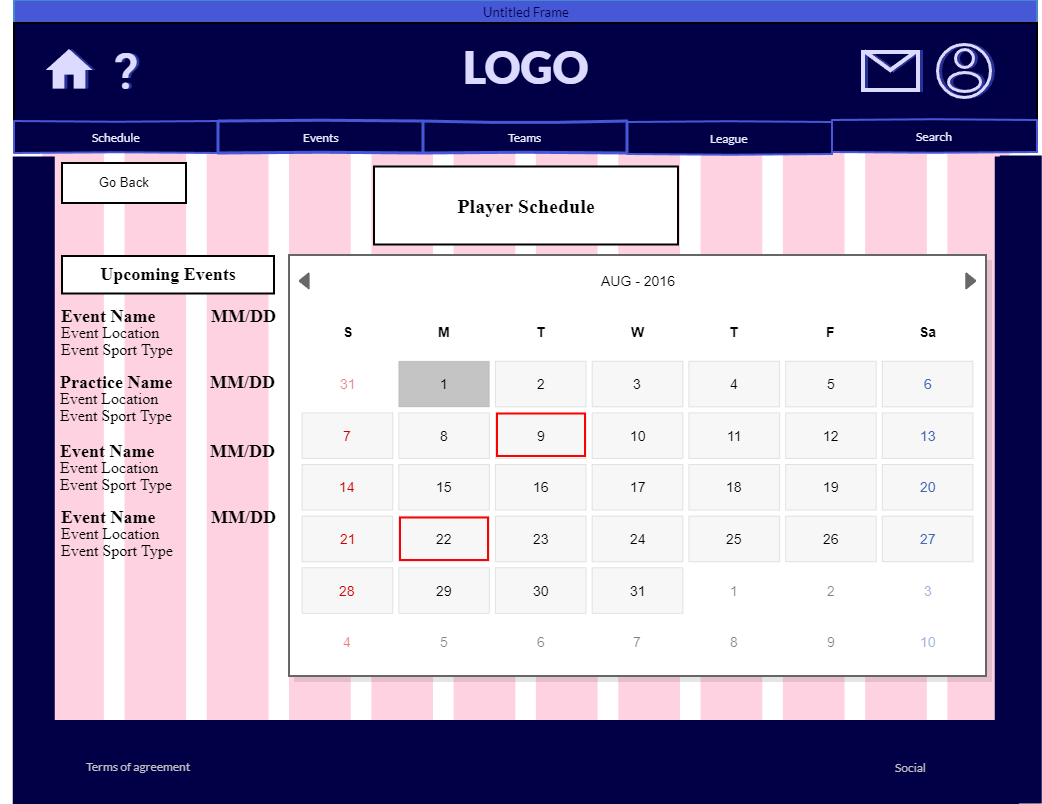 Untitled Frame
?
LOGO
Schedule Events Teams League Search
Go Back
Player Schedule
Upcoming Events
Event Name MM/DD
Event Location
Event Sport Type
Practice Name MM/DD
Event Location
Event Sport Type
Event Name MM/DD
Event Location
Event Sport Type
Event Name MM/DD
Event Location
Event Sport Type
AUG - 2016
S M T W T F Sa
31 1 2 3 4 5 6
7 8 9 10 11 12 13
14 15 16 17 18 19 20
21 22 23 24 25 26 27
28 29 30 31 1 2 3
4 5 6 7 8 9 10
Terms of agreement Social